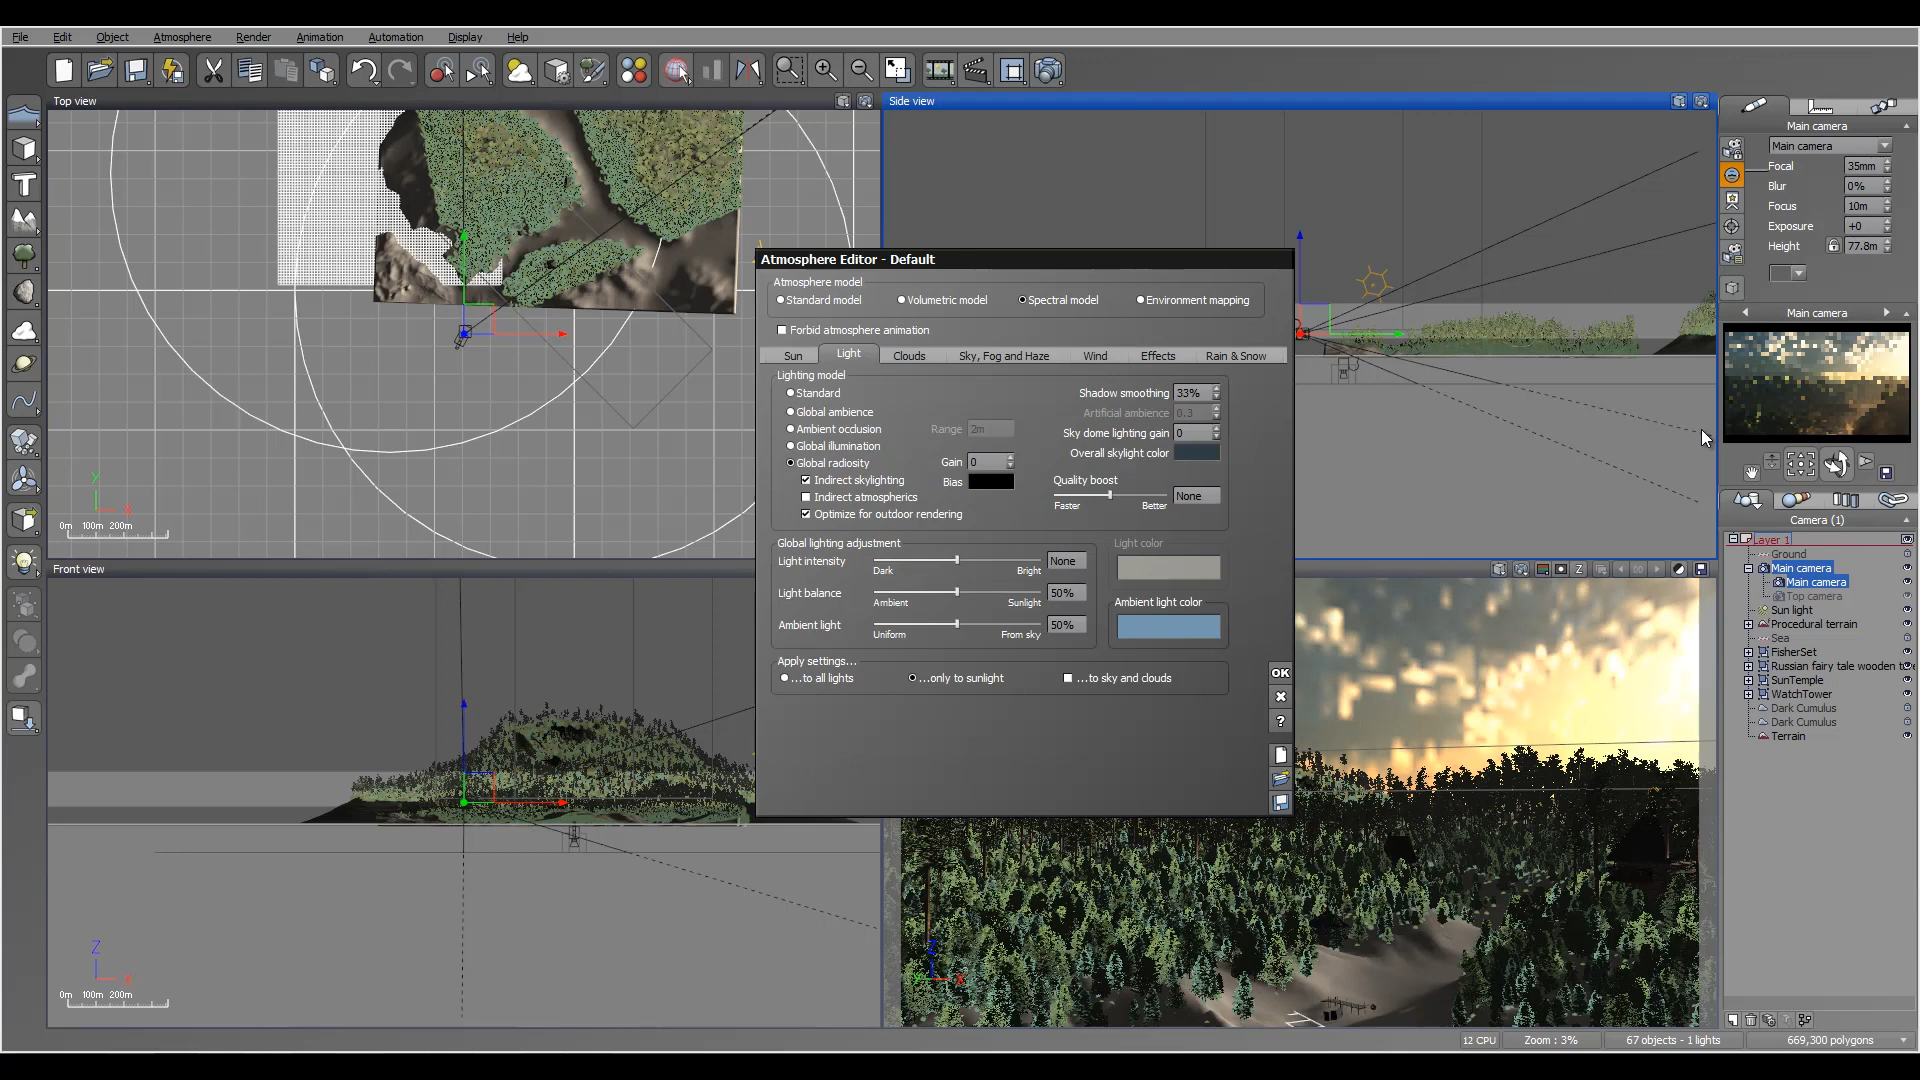 File Edit Object Atmosphere Render Animation Automation Display Help
Top view
Side view
Main camera
Main camera
Focal 35mm
Blur 0%
Focus 10m
Exposure +0
Height 77.8m
Main camera
Y
X
0m 100m 200m
Atmosphere Editor - Default
Atmosphere model
Standard model Volumetric model Spectral model Environment mapping
Forbid atmosphere animation
Sun Light Clouds Sky, Fog and Haze Wind Effects Rain & Snow
Lighting model
Standard
Global ambience
Ambient occlusion
Global illumination
Global radiosity
Indirect skylighting
Indirect atmospherics
Optimize for outdoor rendering
Range 2m
Gain 0
Bias
Shadow smoothing 33%
Artificial ambience 0.3
Sky dome lighting gain 0
Overall skylight color
Quality boost
None
Faster Better
Global lighting adjustment
Light intensity None
Dark Bright
Light balance 50%
Ambient Sunlight
Ambient light 50%
Uniform From sky
Light color
Ambient light color
Apply settings...
...to all lights ...only to sunlight ...to sky and clouds
OK
?
Front view
Z
X
0m 100m 200m
Z
Z
X
Camera (1)
Layer 1
Ground
Main camera
Main camera
Top camera
Sun light
Procedural terrain
Sea
FisherSet
Russian fairy tale wooden t
SunTemple
WatchTower
Dark Cumulus
Dark Cumulus
Terrain
12 CPU Zoom : 3% 67 objects - 1 lights 669,300 polygons